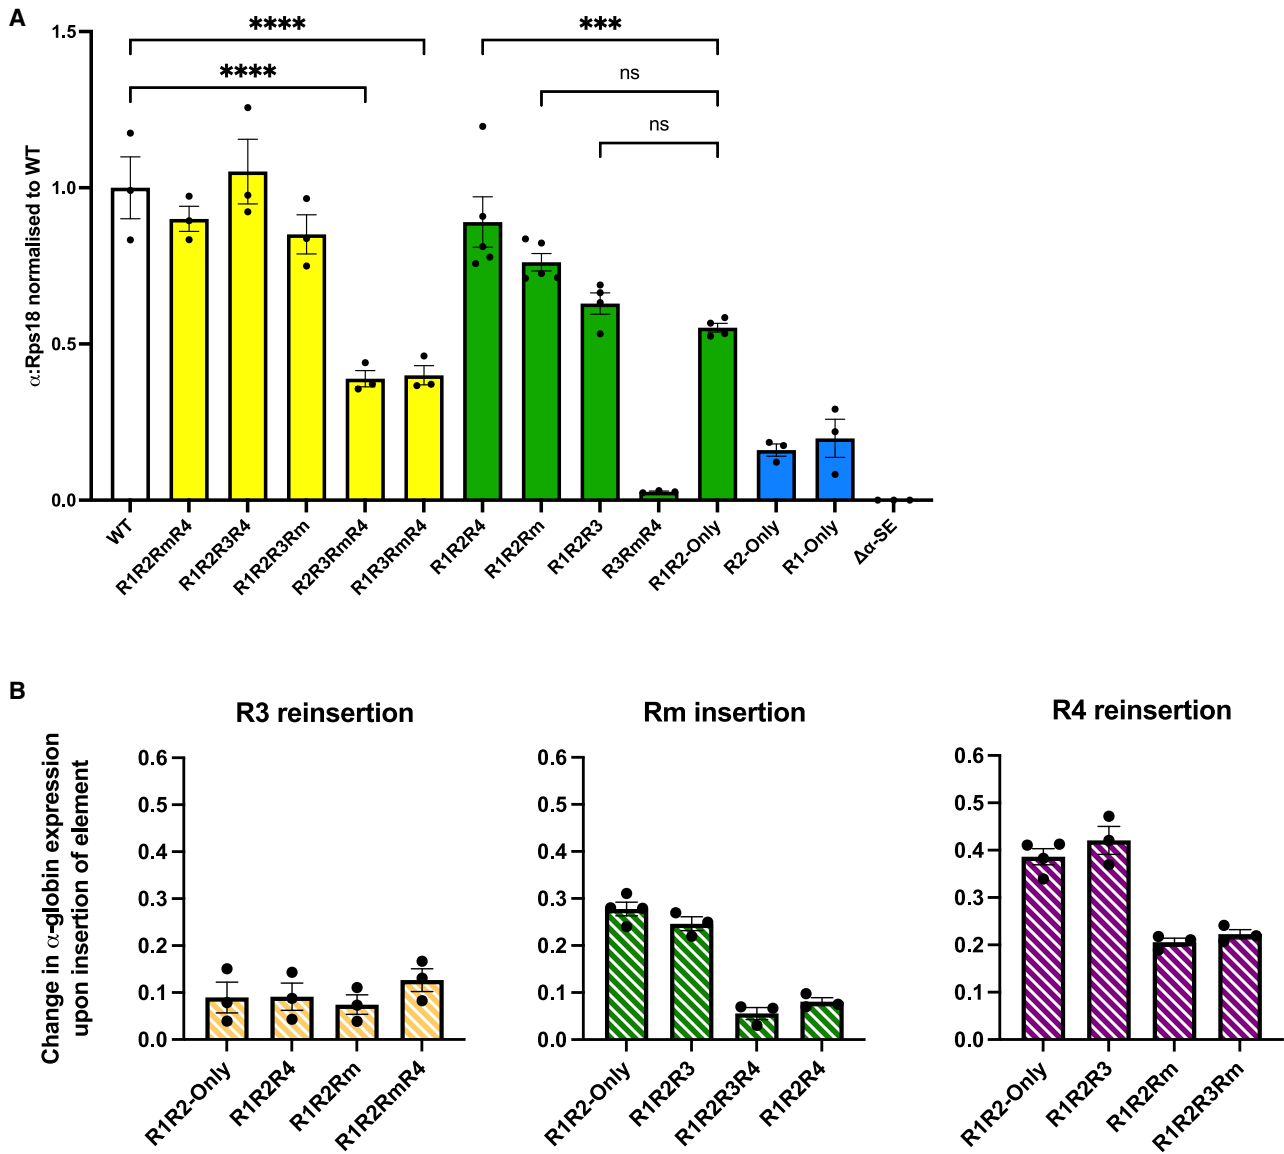 A
****
***
****
ns
ns
α:Rps18 normalised to WT
1.5
1.0
0.5
0.0
WT
R1R2RmR4
R1R2R3R4
R1R2R3Rm
R2R3RmR4
R1R3RmR4
R1R2R4
R1R2Rm
R1R2R3
R3RmR4
R1R2-Only
R2-Only
R1-Only
Δα-SE
B
Change in α-globin expression
upon insertion of element
R3 reinsertion
0.6
0.5
0.4
0.3
0.2
0.1
0.0
R1R2-Only
R1R2R4
R1R2Rm
R1R2RmR4
Rm insertion
0.6
0.5
0.4
0.3
0.2
0.1
0.0
R1R2-Only
R1R2R3
R1R2R3R4
R1R2R4
R4 reinsertion
0.6
0.5
0.4
0.3
0.2
0.1
0.0
R1R2-Only
R1R2R3
R1R2Rm
R1R2R3Rm